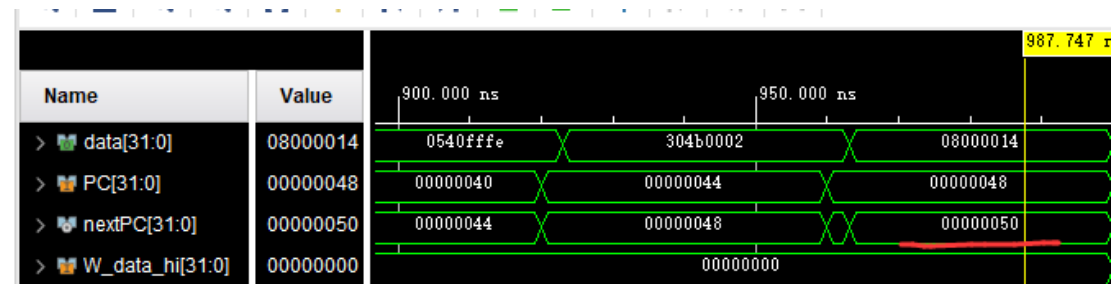 987.747 n
Name Value 900.000 ns 950.000 ns
data[31:0] 08000014 0540fffe 304b0002 08000014
PC[31:0] 00000048 00000040 00000044 00000048
nextPC[31:0] 00000050 00000044 00000048 00000050
W_data_hi[31:0] 00000000 00000000